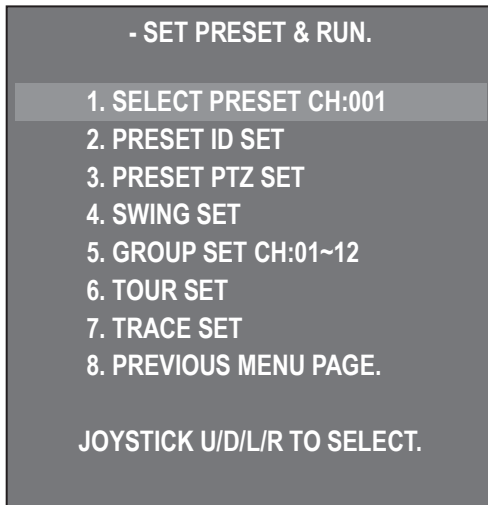 - SET PRESET & RUN.
1. SELECT PRESET CH:001
2. PRESET ID SET
3. PRESET PTZ SET
4. SWING SET
5. GROUP SET CH:01~12
6. TOUR SET
7. TRACE SET
8. PREVIOUS MENU PAGE.
JOYSTICK U/D/L/R TO SELECT.